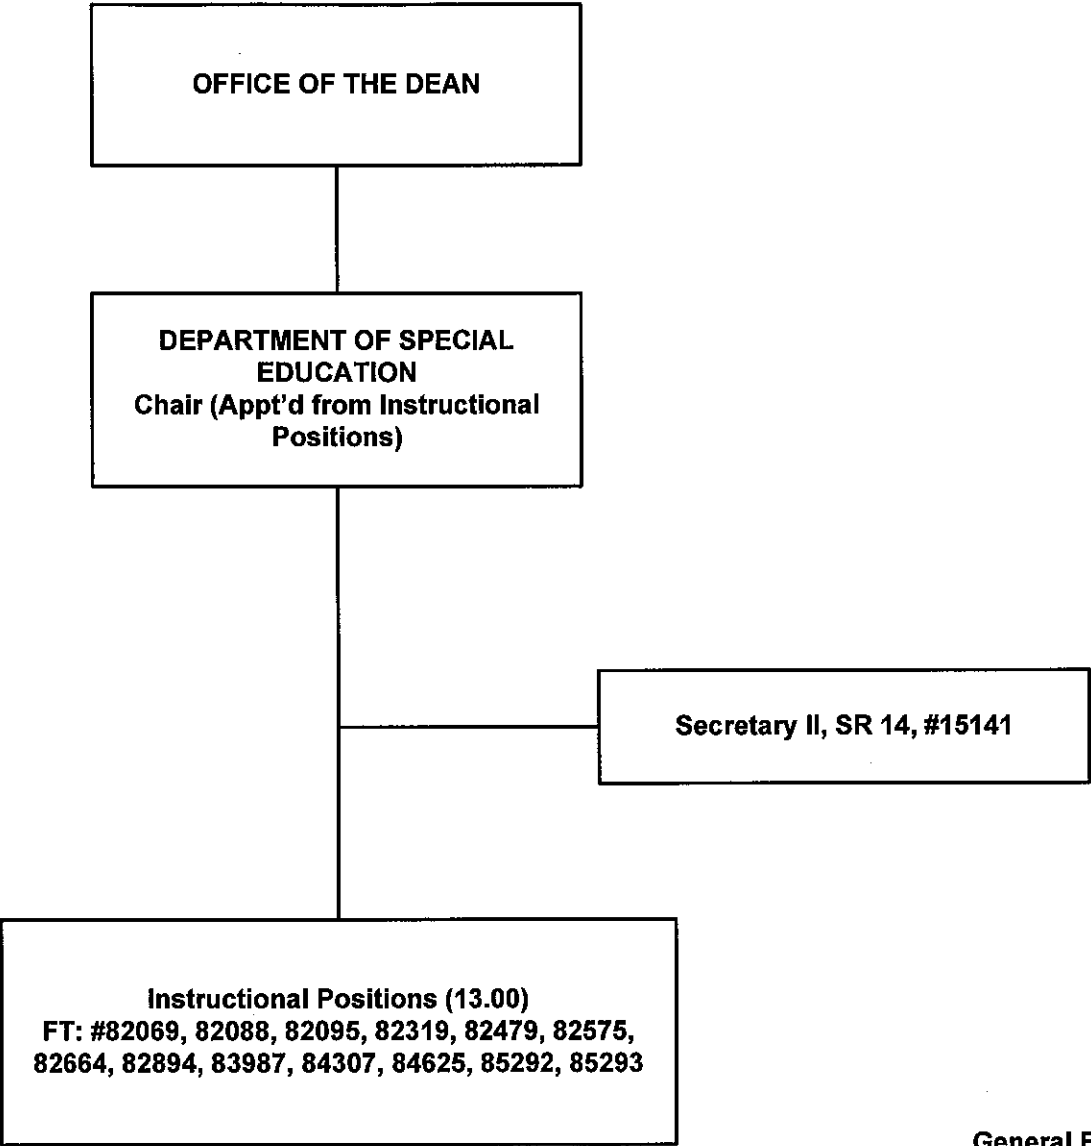 OFFICE OF THE DEAN
DEPARTMENT OF SPECIAL
EDUCATION
Chair (Appt'd from Instructional
Positions)
Secretary II, SR 14, #15141
Instructional Positions (13.00)
FT: #82069, 82088, 82095, 82319, 82479, 82575,
82664, 82894, 83987, 84307, 84625, 85292, 85293
General